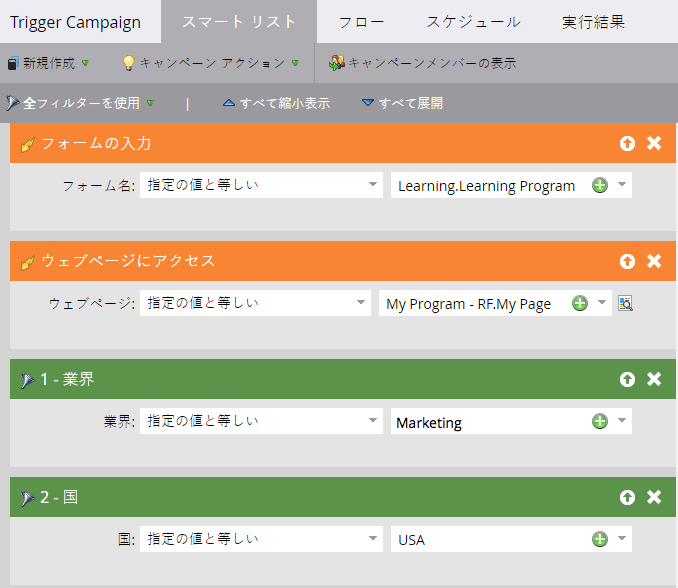 Trigger Campaign スマート リスト フロー スケジュール 実行結果
新規作成 キャンペーン アクション キャンペーンメンバーの表示
全フィルターを使用 | すべて縮小表示 すべて展開
フォームの入力
フォーム名: 指定の値と等しい Learning.Learning Program
ウェブページにアクセス
ウェブページ: 指定の値と等しい My Program - RF.My Page
1 - 業界
業界: 指定の値と等しい Marketing
2 - 国
国: 指定の値と等しい USA